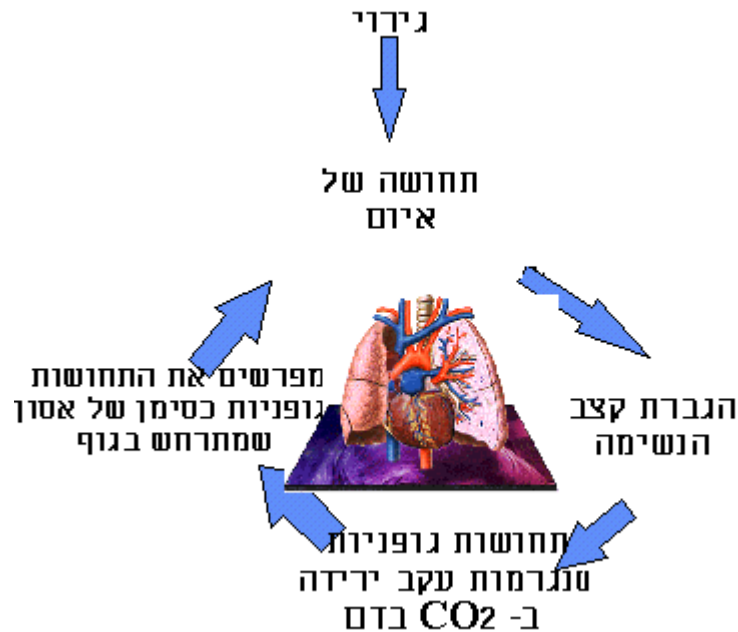 גירוי
תחושה של
איום
הגברת קצב
הנשימה
תחושות גופניות
שנגרמות עקב ירידה
ב- CO2 בדם
מפרשים את התחושות
גופניות כסימן של אסון
שמתרחש בגוף